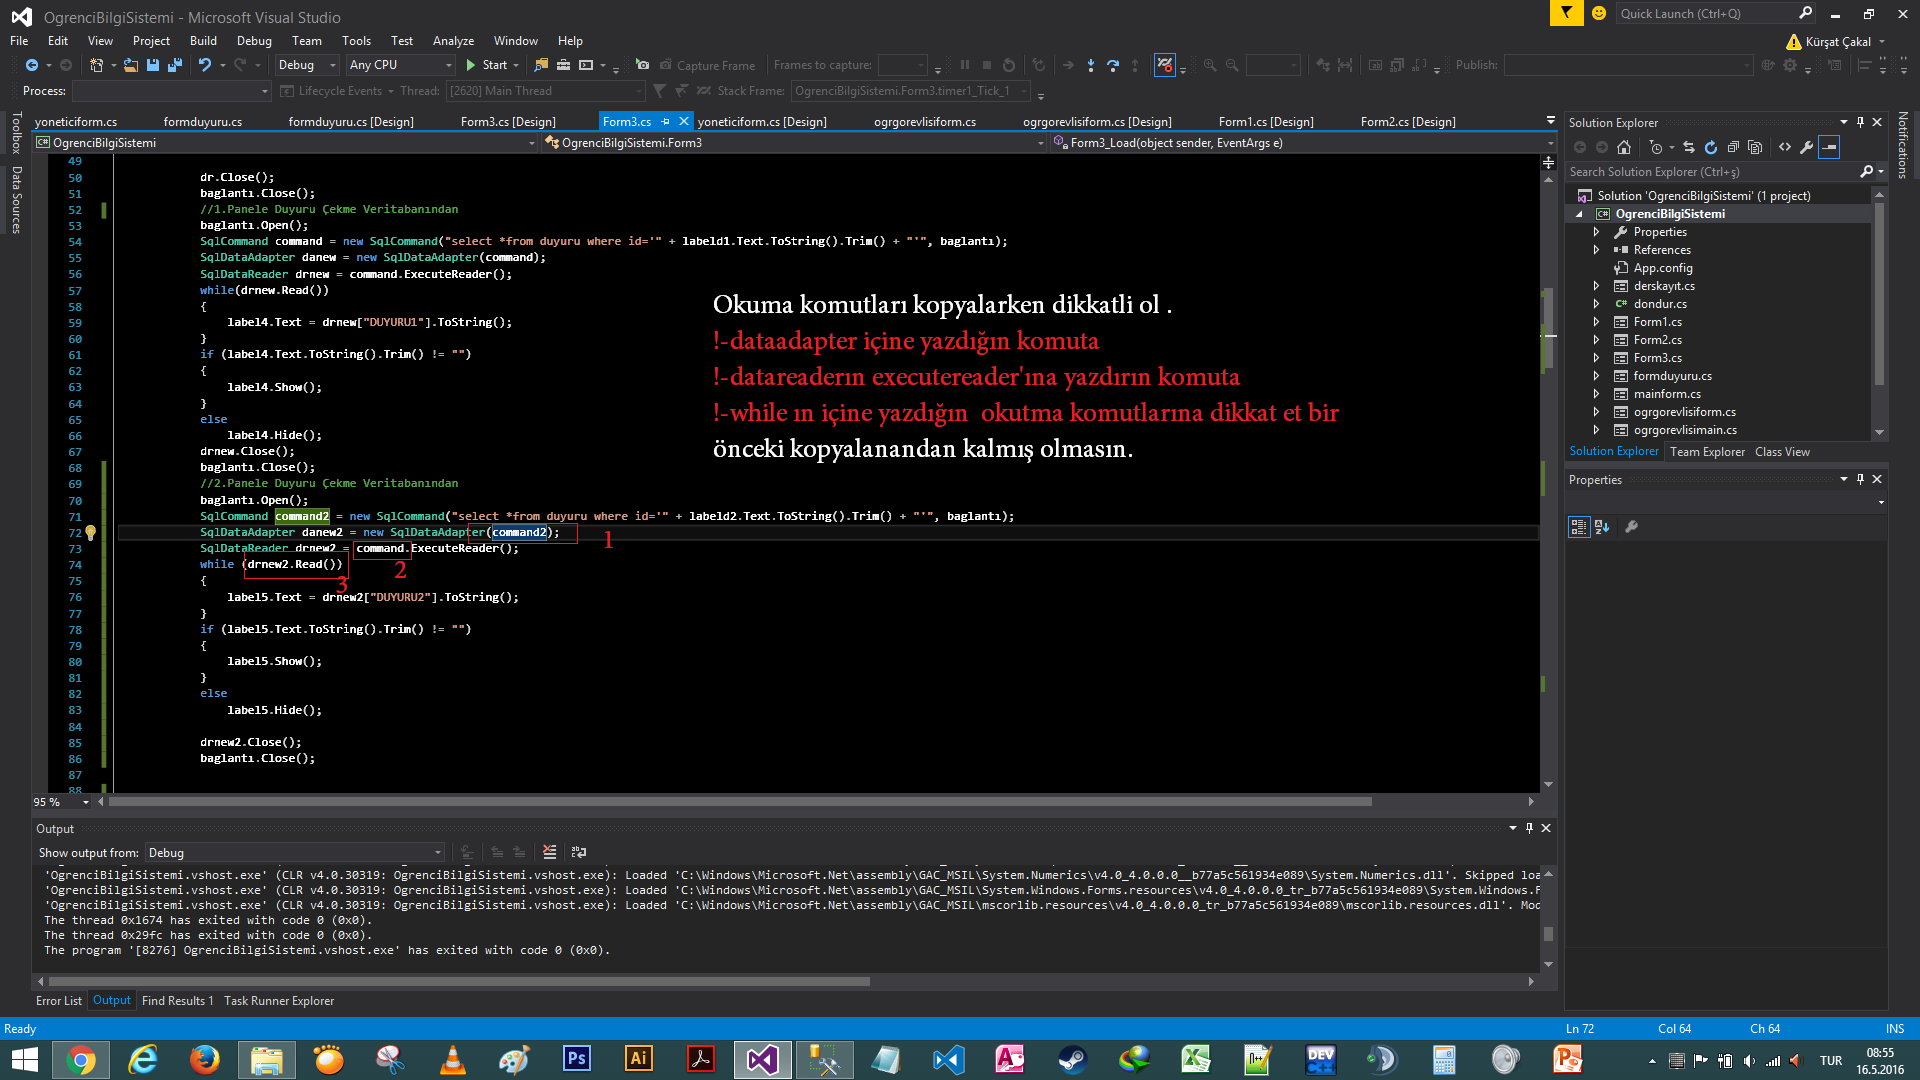 OgrenciBilgiSistemi - Microsoft Visual Studio
Quick Launch (Ctrl+Q)
File Edit View Project Build Debug Team Tools Test Analyze Window Help
Kürşat Çakal
Debug Any CPU Start Capture Frame Frames to capture: Publish:
Process: Lifecycle Events Thread: [2620] Main Thread Stack Frame: OgrenciBilgiSistemi.Form3.timer1_Tick_1
Toolbox
Data Sources
Notifications
yoneticiform.cs formduyuru.cs formduyuru.cs [Design] Form3.cs [Design] Form3.cs yoneticiform.cs [Design] ogrgorevlisiform.cs ogrgorevlisiform.cs [Design] Form1.cs [Design] Form2.cs [Design]
OgrenciBilgiSistemi OgrenciBilgiSistemi.Form3 Form3_Load(object sender, EventArgs e)
49
50 dr.Close();
51 baglantı.Close();
52 //1.Panele Duyuru Çekme Veritabanından
53 baglantı.Open();
54 SqlCommand command = new SqlCommand("select *from duyuru where id='" + labeld1.Text.ToString().Trim() + "'", baglantı);
55 SqlDataAdapter danew = new SqlDataAdapter(command);
56 SqlDataReader drnew = command.ExecuteReader();
57 while(drnew.Read())
58 {
59 label4.Text = drnew["DUYURU1"].ToString();
60 }
61 if (label4.Text.ToString().Trim() != "")
62 {
63 label4.Show();
64 }
65 else
66 label4.Hide();
67 drnew.Close();
68 baglantı.Close();
69 //2.Panele Duyuru Çekme Veritabanından
70 baglantı.Open();
71 SqlCommand command2 = new SqlCommand("select *from duyuru where id='" + labeld2.Text.ToString().Trim() + "'", baglantı);
72 SqlDataAdapter danew2 = new SqlDataAdapter(command2); 1
73 SqlDataReader drnew2 = command.ExecuteReader(); 2
74 while (drnew2.Read()) 3
75 {
76 label5.Text = drnew2["DUYURU2"].ToString();
77 }
78 if (label5.Text.ToString().Trim() != "")
79 {
80 label5.Show();
81 }
82 else
83 label5.Hide();
84
85 drnew2.Close();
86 baglantı.Close();
87
88
Okuma komutları kopyalarken dikkatli ol .
!-dataadapter içine yazdığın komuta
!-datareaderın executereader'ına yazdırın komuta
!-while ın içine yazdığın okutma komutlarına dikkat et bir
önceki kopyalanandan kalmış olmasın.
95 %
Output
Show output from: Debug
'OgrenciBilgiSistemi.vshost.exe' (CLR v4.0.30319: OgrenciBilgiSistemi.vshost.exe): Loaded 'C:\Windows\Microsoft.Net\assembly\GAC_MSIL\System.Numerics\v4.0_4.0.0.0__b77a5c561934e089\System.Numerics.dll'. Skipped loa
'OgrenciBilgiSistemi.vshost.exe' (CLR v4.0.30319: OgrenciBilgiSistemi.vshost.exe): Loaded 'C:\Windows\Microsoft.Net\assembly\GAC_MSIL\System.Windows.Forms.resources\v4.0_4.0.0.0_tr_b77a5c561934e089\System.Windows.F
'OgrenciBilgiSistemi.vshost.exe' (CLR v4.0.30319: OgrenciBilgiSistemi.vshost.exe): Loaded 'C:\Windows\Microsoft.Net\assembly\GAC_MSIL\mscorlib.resources\v4.0_4.0.0.0_tr_b77a5c561934e089\mscorlib.resources.dll'. Mod
The thread 0x1674 has exited with code 0 (0x0).
The thread 0x29fc has exited with code 0 (0x0).
The program '[8276] OgrenciBilgiSistemi.vshost.exe' has exited with code 0 (0x0).
Error List Output Find Results 1 Task Runner Explorer
Solution Explorer
Search Solution Explorer (Ctrl+ş)
Solution 'OgrenciBilgiSistemi' (1 project)
OgrenciBilgiSistemi
Properties
References
App.config
derskayıt.cs
dondur.cs
Form1.cs
Form2.cs
Form3.cs
formduyuru.cs
mainform.cs
ogrgorevlisiform.cs
ogrgorevlisimain.cs
Solution Explorer Team Explorer Class View
Properties
Ready Ln 72 Col 64 Ch 64 INS
Ps Ai DEV
TUR 08:55
16.5.2016